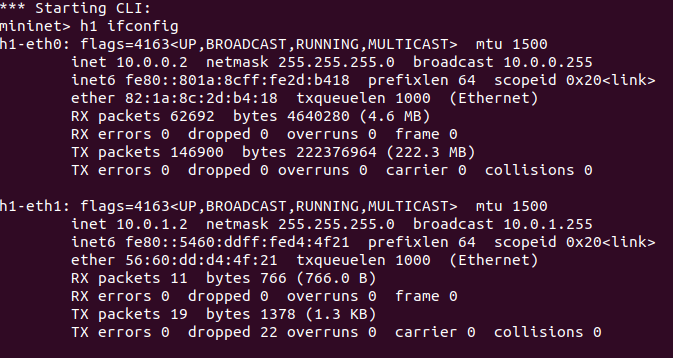 *** Starting CLI:
mininet> h1 ifconfig
h1-eth0: flags=4163<UP,BROADCAST,RUNNING,MULTICAST>  mtu 1500
        inet 10.0.0.2  netmask 255.255.255.0  broadcast 10.0.0.255
        inet6 fe80::801a:8cff:fe2d:b418  prefixlen 64  scopeid 0x20<link>
        ether 82:1a:8c:2d:b4:18  txqueuelen 1000  (Ethernet)
        RX packets 62692  bytes 4640280 (4.6 MB)
        RX errors 0  dropped 0  overruns 0  frame 0
        TX packets 146900  bytes 222376964 (222.3 MB)
        TX errors 0  dropped 0 overruns 0  carrier 0  collisions 0

h1-eth1: flags=4163<UP,BROADCAST,RUNNING,MULTICAST>  mtu 1500
        inet 10.0.1.2  netmask 255.255.255.0  broadcast 10.0.1.255
        inet6 fe80::5460:ddff:fed4:4f21  prefixlen 64  scopeid 0x20<link>
        ether 56:60:dd:d4:4f:21  txqueuelen 1000  (Ethernet)
        RX packets 11  bytes 766 (766.0 B)
        RX errors 0  dropped 0  overruns 0  frame 0
        TX packets 19  bytes 1378 (1.3 KB)
        TX errors 0  dropped 22 overruns 0  carrier 0  collisions 0